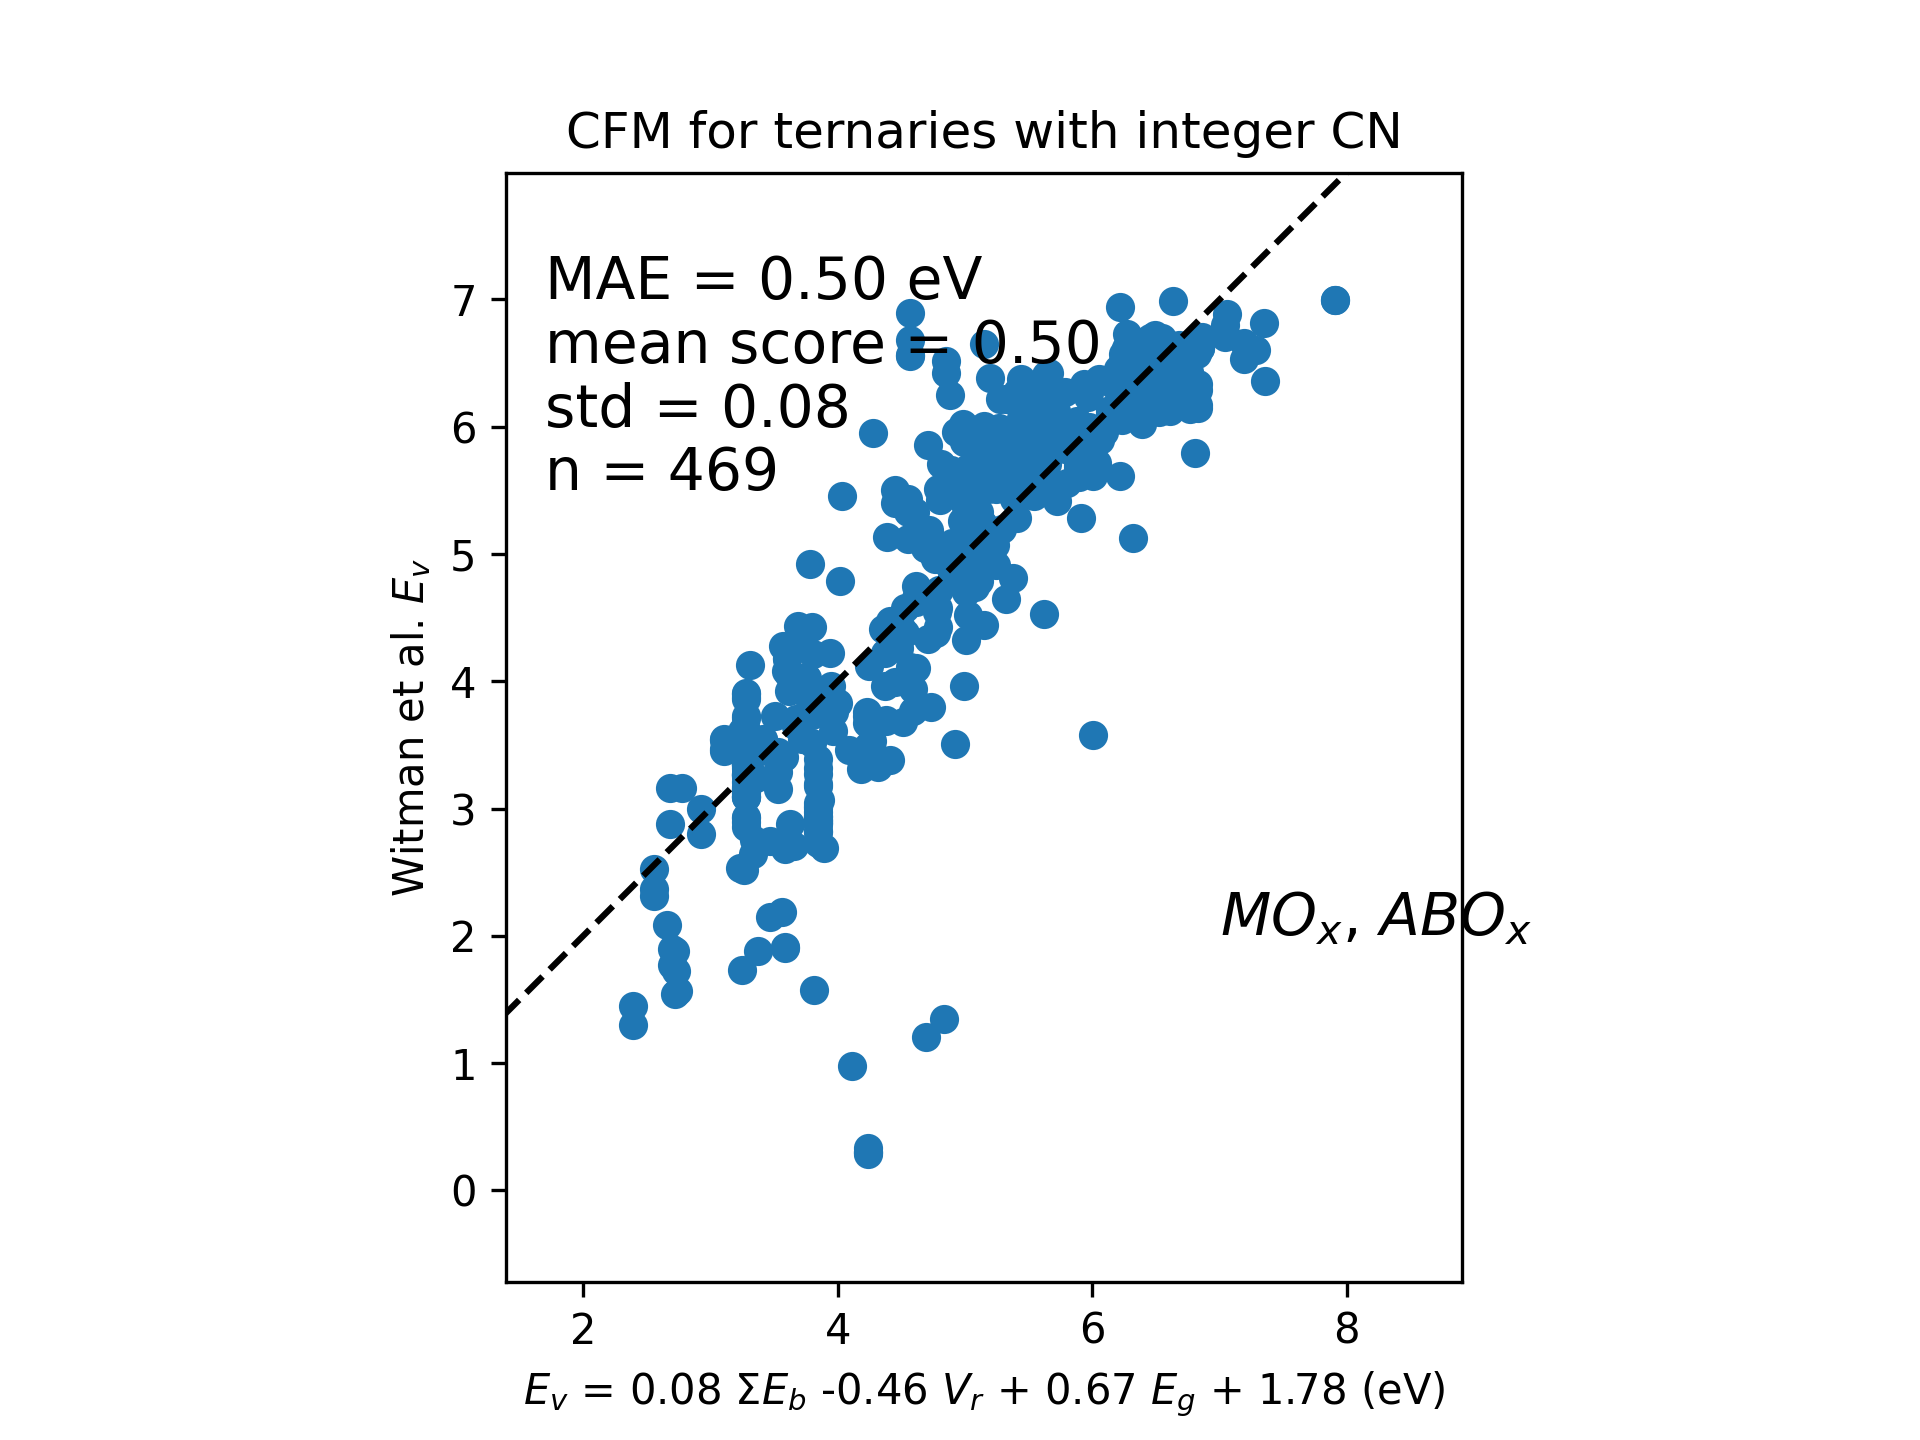 CFM for ternaries with integer CN
MAE = 0.50 eV
mean score = 0.50
std = 0.08
n = 469
7
6
5
4
3
2
1
0
Witman et al. E_v
MO_x, ABO_x
2 4 6 8
E_v = 0.08 ΣE_b -0.46 V_r + 0.67 E_g + 1.78 (eV)